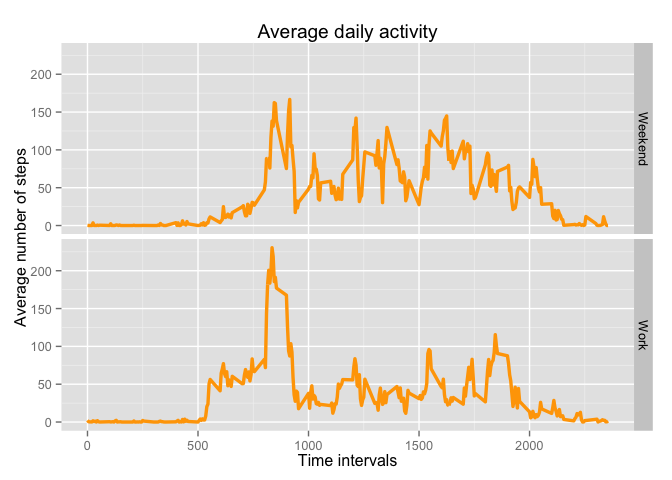 Average daily activity
Average number of steps
200
150
100
50
0
Weekend
200
150
100
50
0
Work
0 500 1000 1500 2000
Time intervals